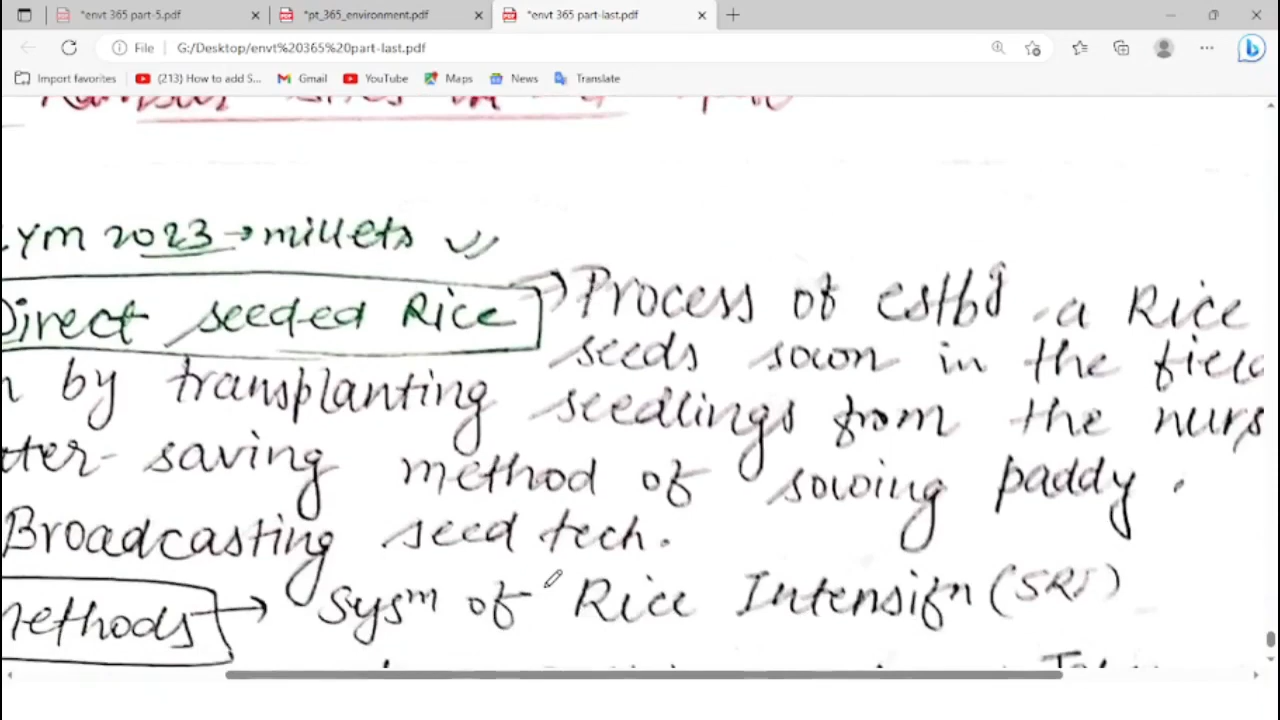 *envt 365 part-5.pdf
*pt_365_environment.pdf
*envt 365 part-last.pdf
File
G:/Desktop/envt%20365%20part-last.pdf
Import favorites
(213) How to add S...
Gmail
YouTube
Maps
News
Translate
2023 → millets
Direct seeded Rice → Process of estbg a Rice
seeds sown in the field
by transplanting seedlings from the nurs
ter-saving method of sowing paddy.
Broadcasting seed tech.
methods → Sysm of Rice Intensifn (SRI)